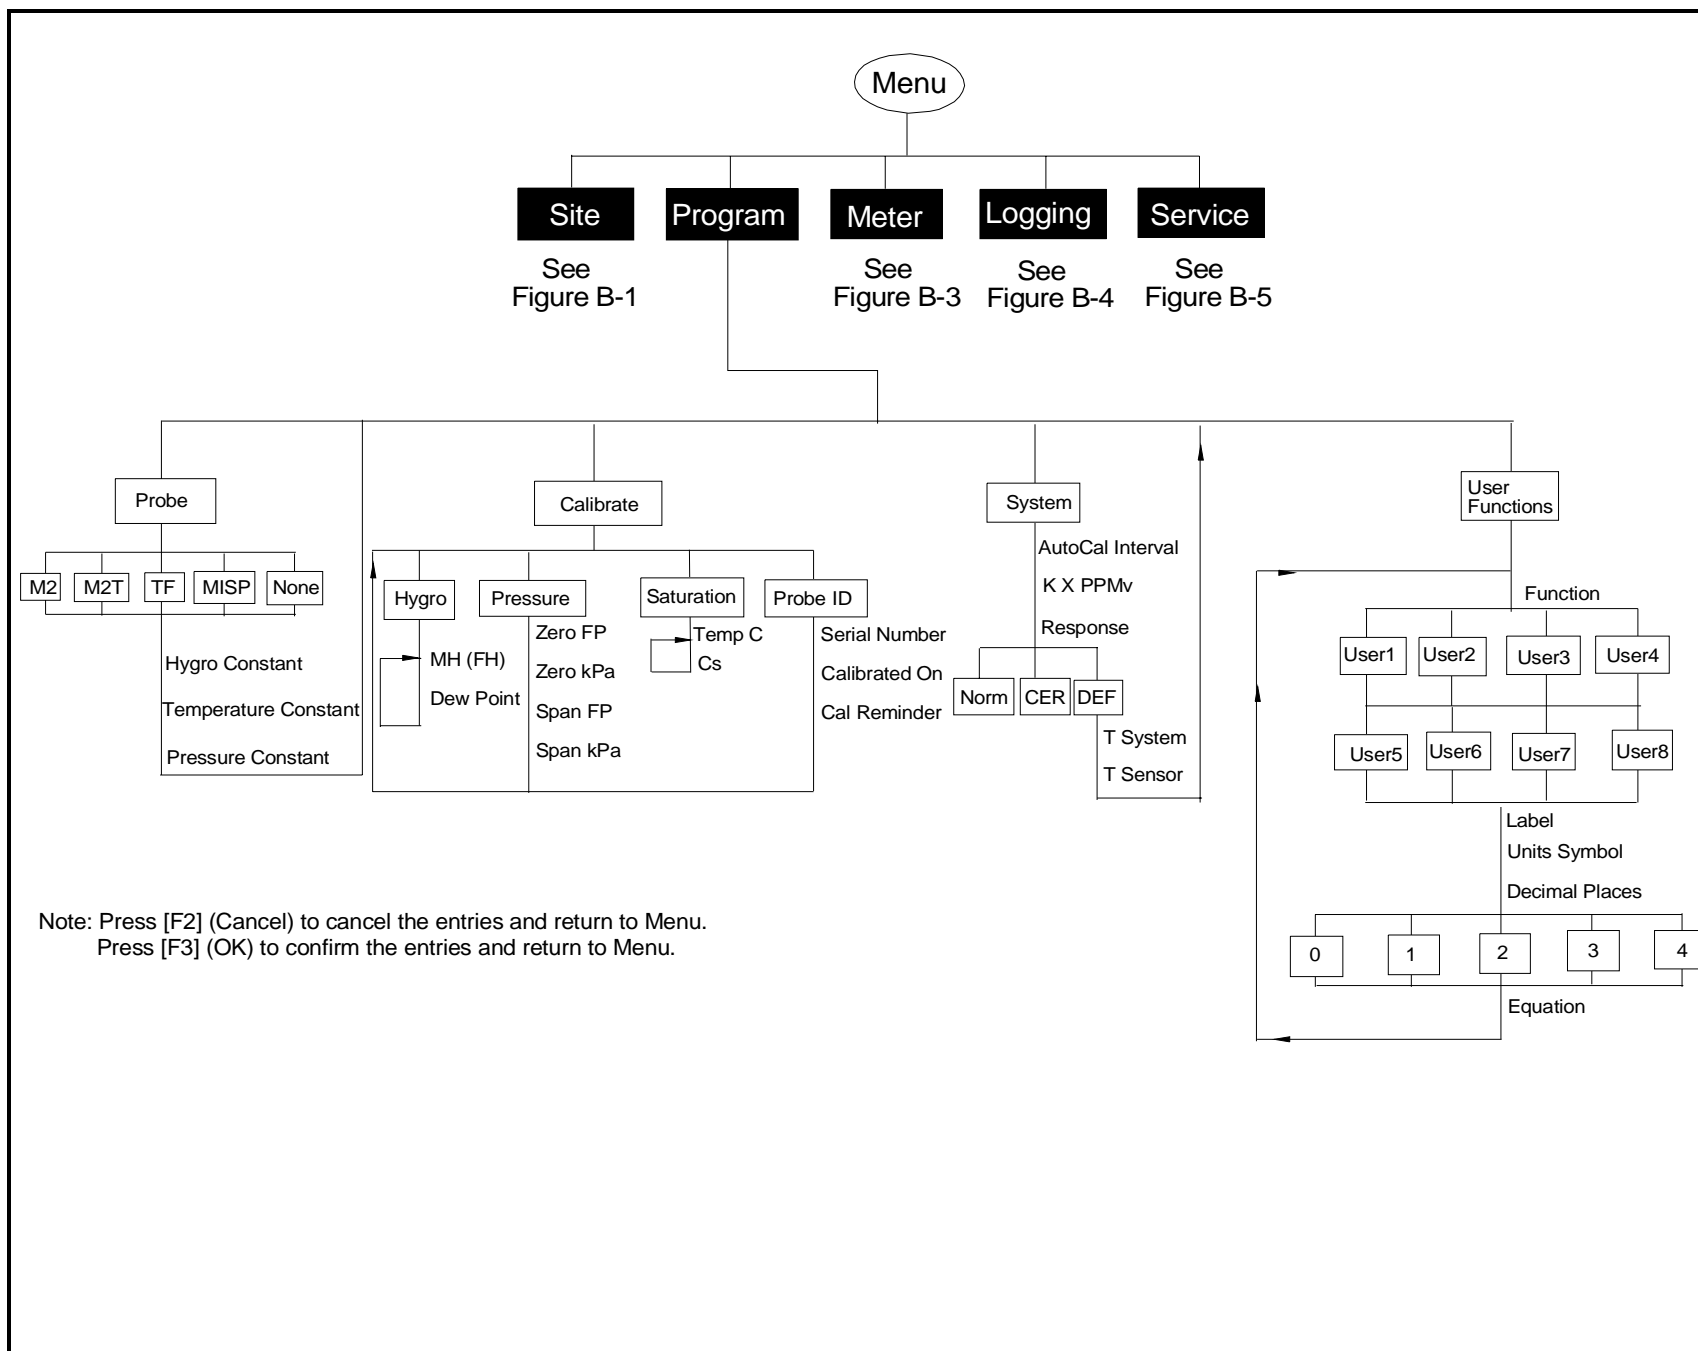 Menu
Site
Program
Meter
Logging
Service
See
Figure B-1
See
Figure B-3
See
Figure B-4
See
Figure B-5
Probe
M2
M2T
TF
MISP
None
Hygro Constant
Temperature Constant
Pressure Constant
Calibrate
Hygro
MH (FH)
Dew Point
Pressure
Zero FP
Zero kPa
Span FP
Span kPa
Saturation
Temp C
Cs
Probe ID
Serial Number
Calibrated On
Cal Reminder
System
AutoCal Interval
K X PPMv
Response
Norm
CER
DEF
T System
T Sensor
User
Functions
Function
User1
User2
User3
User4
User5
User6
User7
User8
Label
Units Symbol
Decimal Places
0
1
2
3
4
Equation
Note: Press [F2] (Cancel) to cancel the entries and return to Menu.
Press [F3] (OK) to confirm the entries and return to Menu.